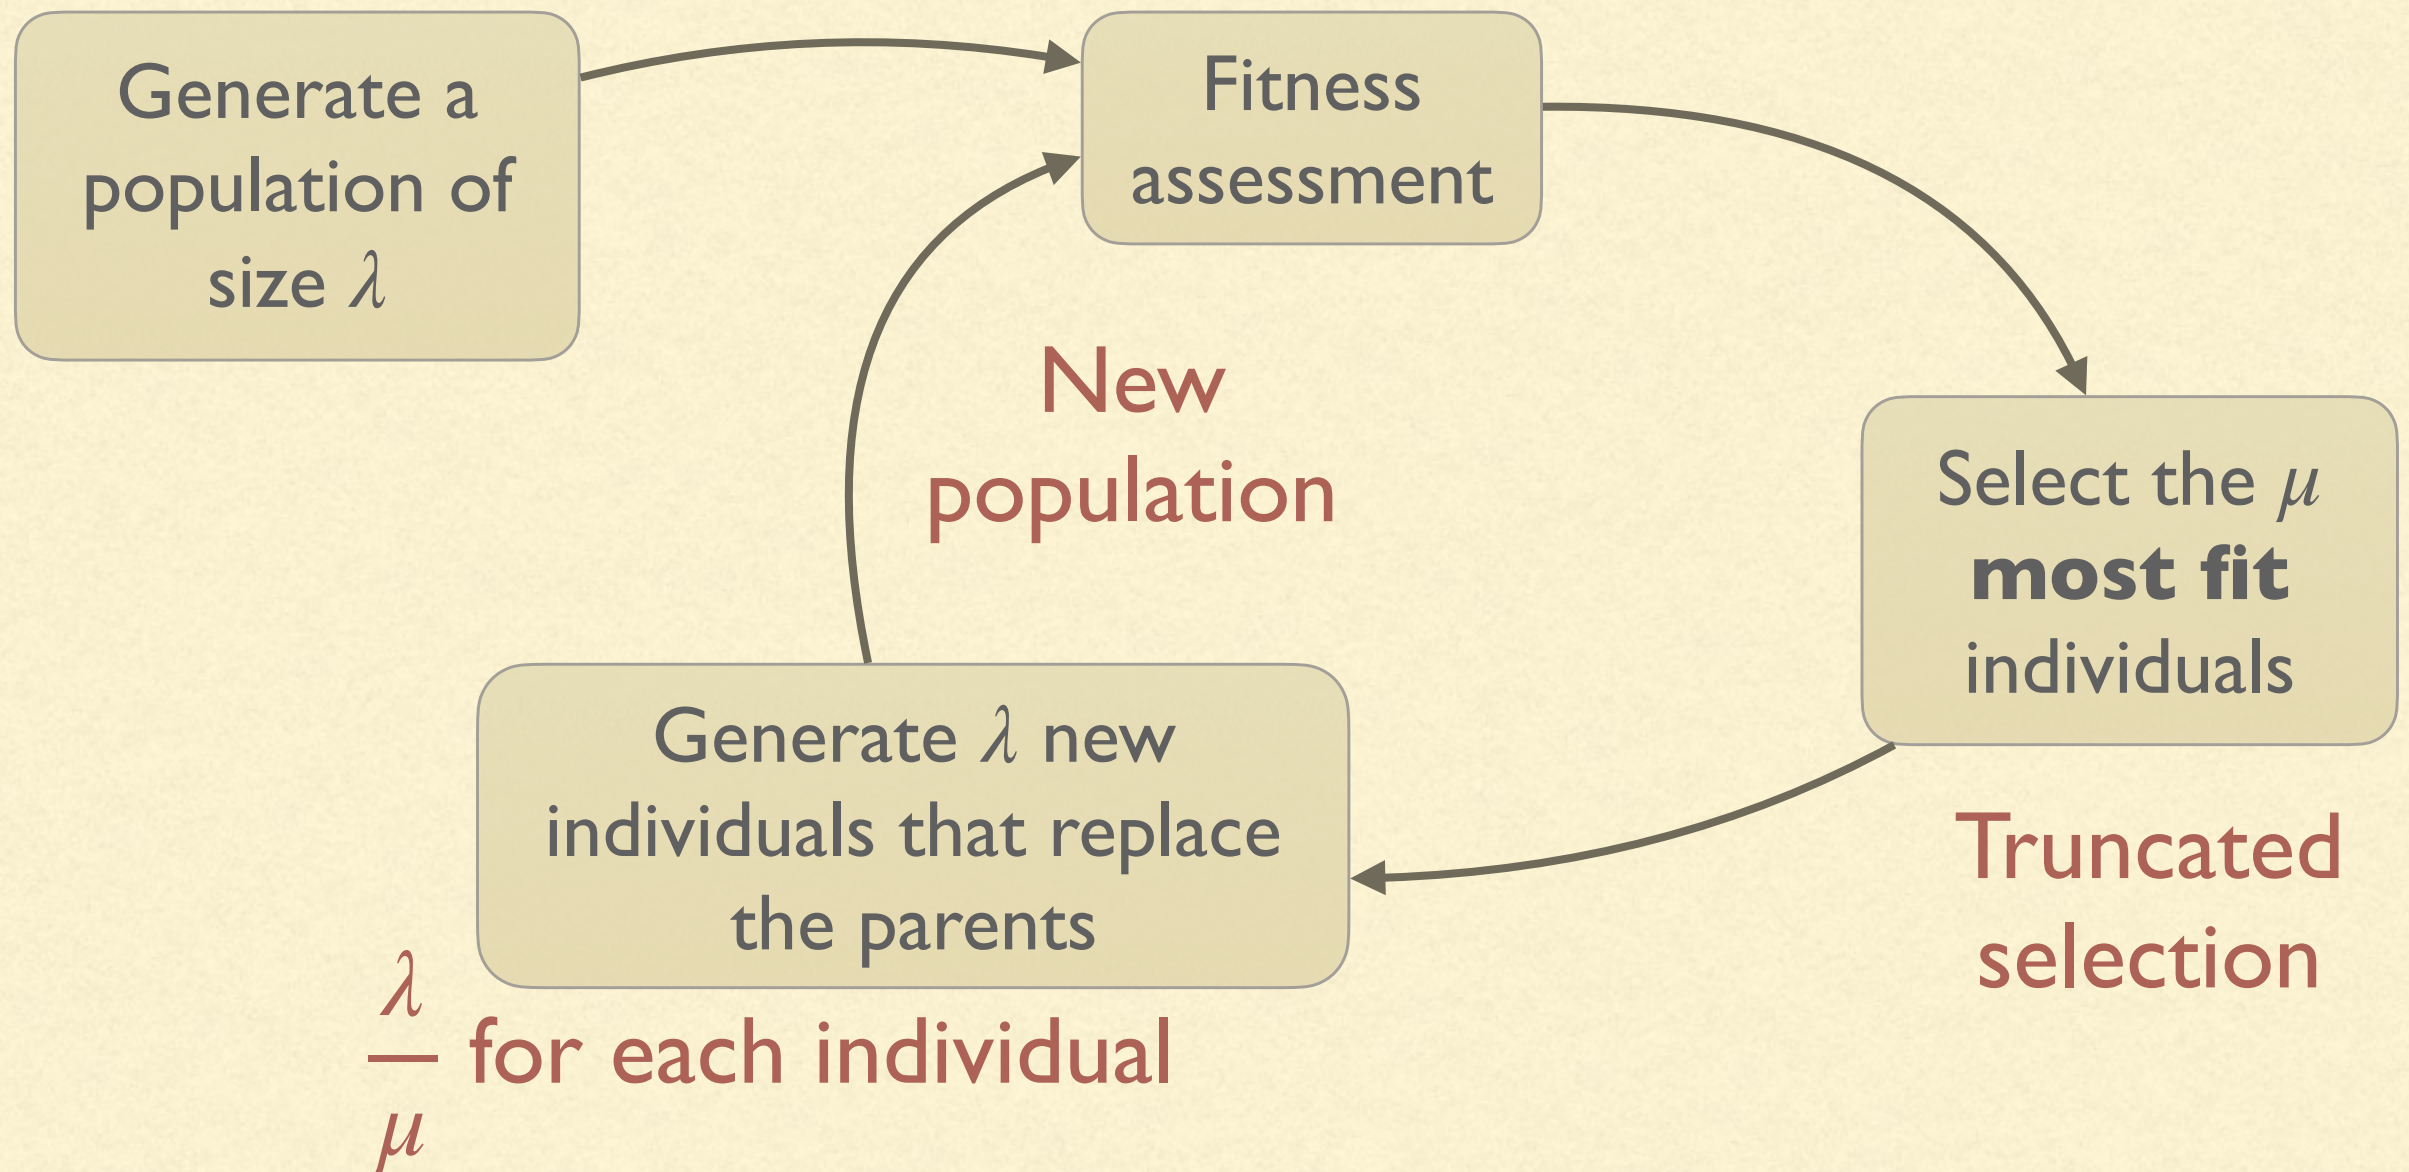 Generate a
population of
size λ
Fitness
assessment
New
population
Select the μ
most fit
individuals
Truncated
selection
Generate λ new
individuals that replace
the parents
λ
μ
for each individual